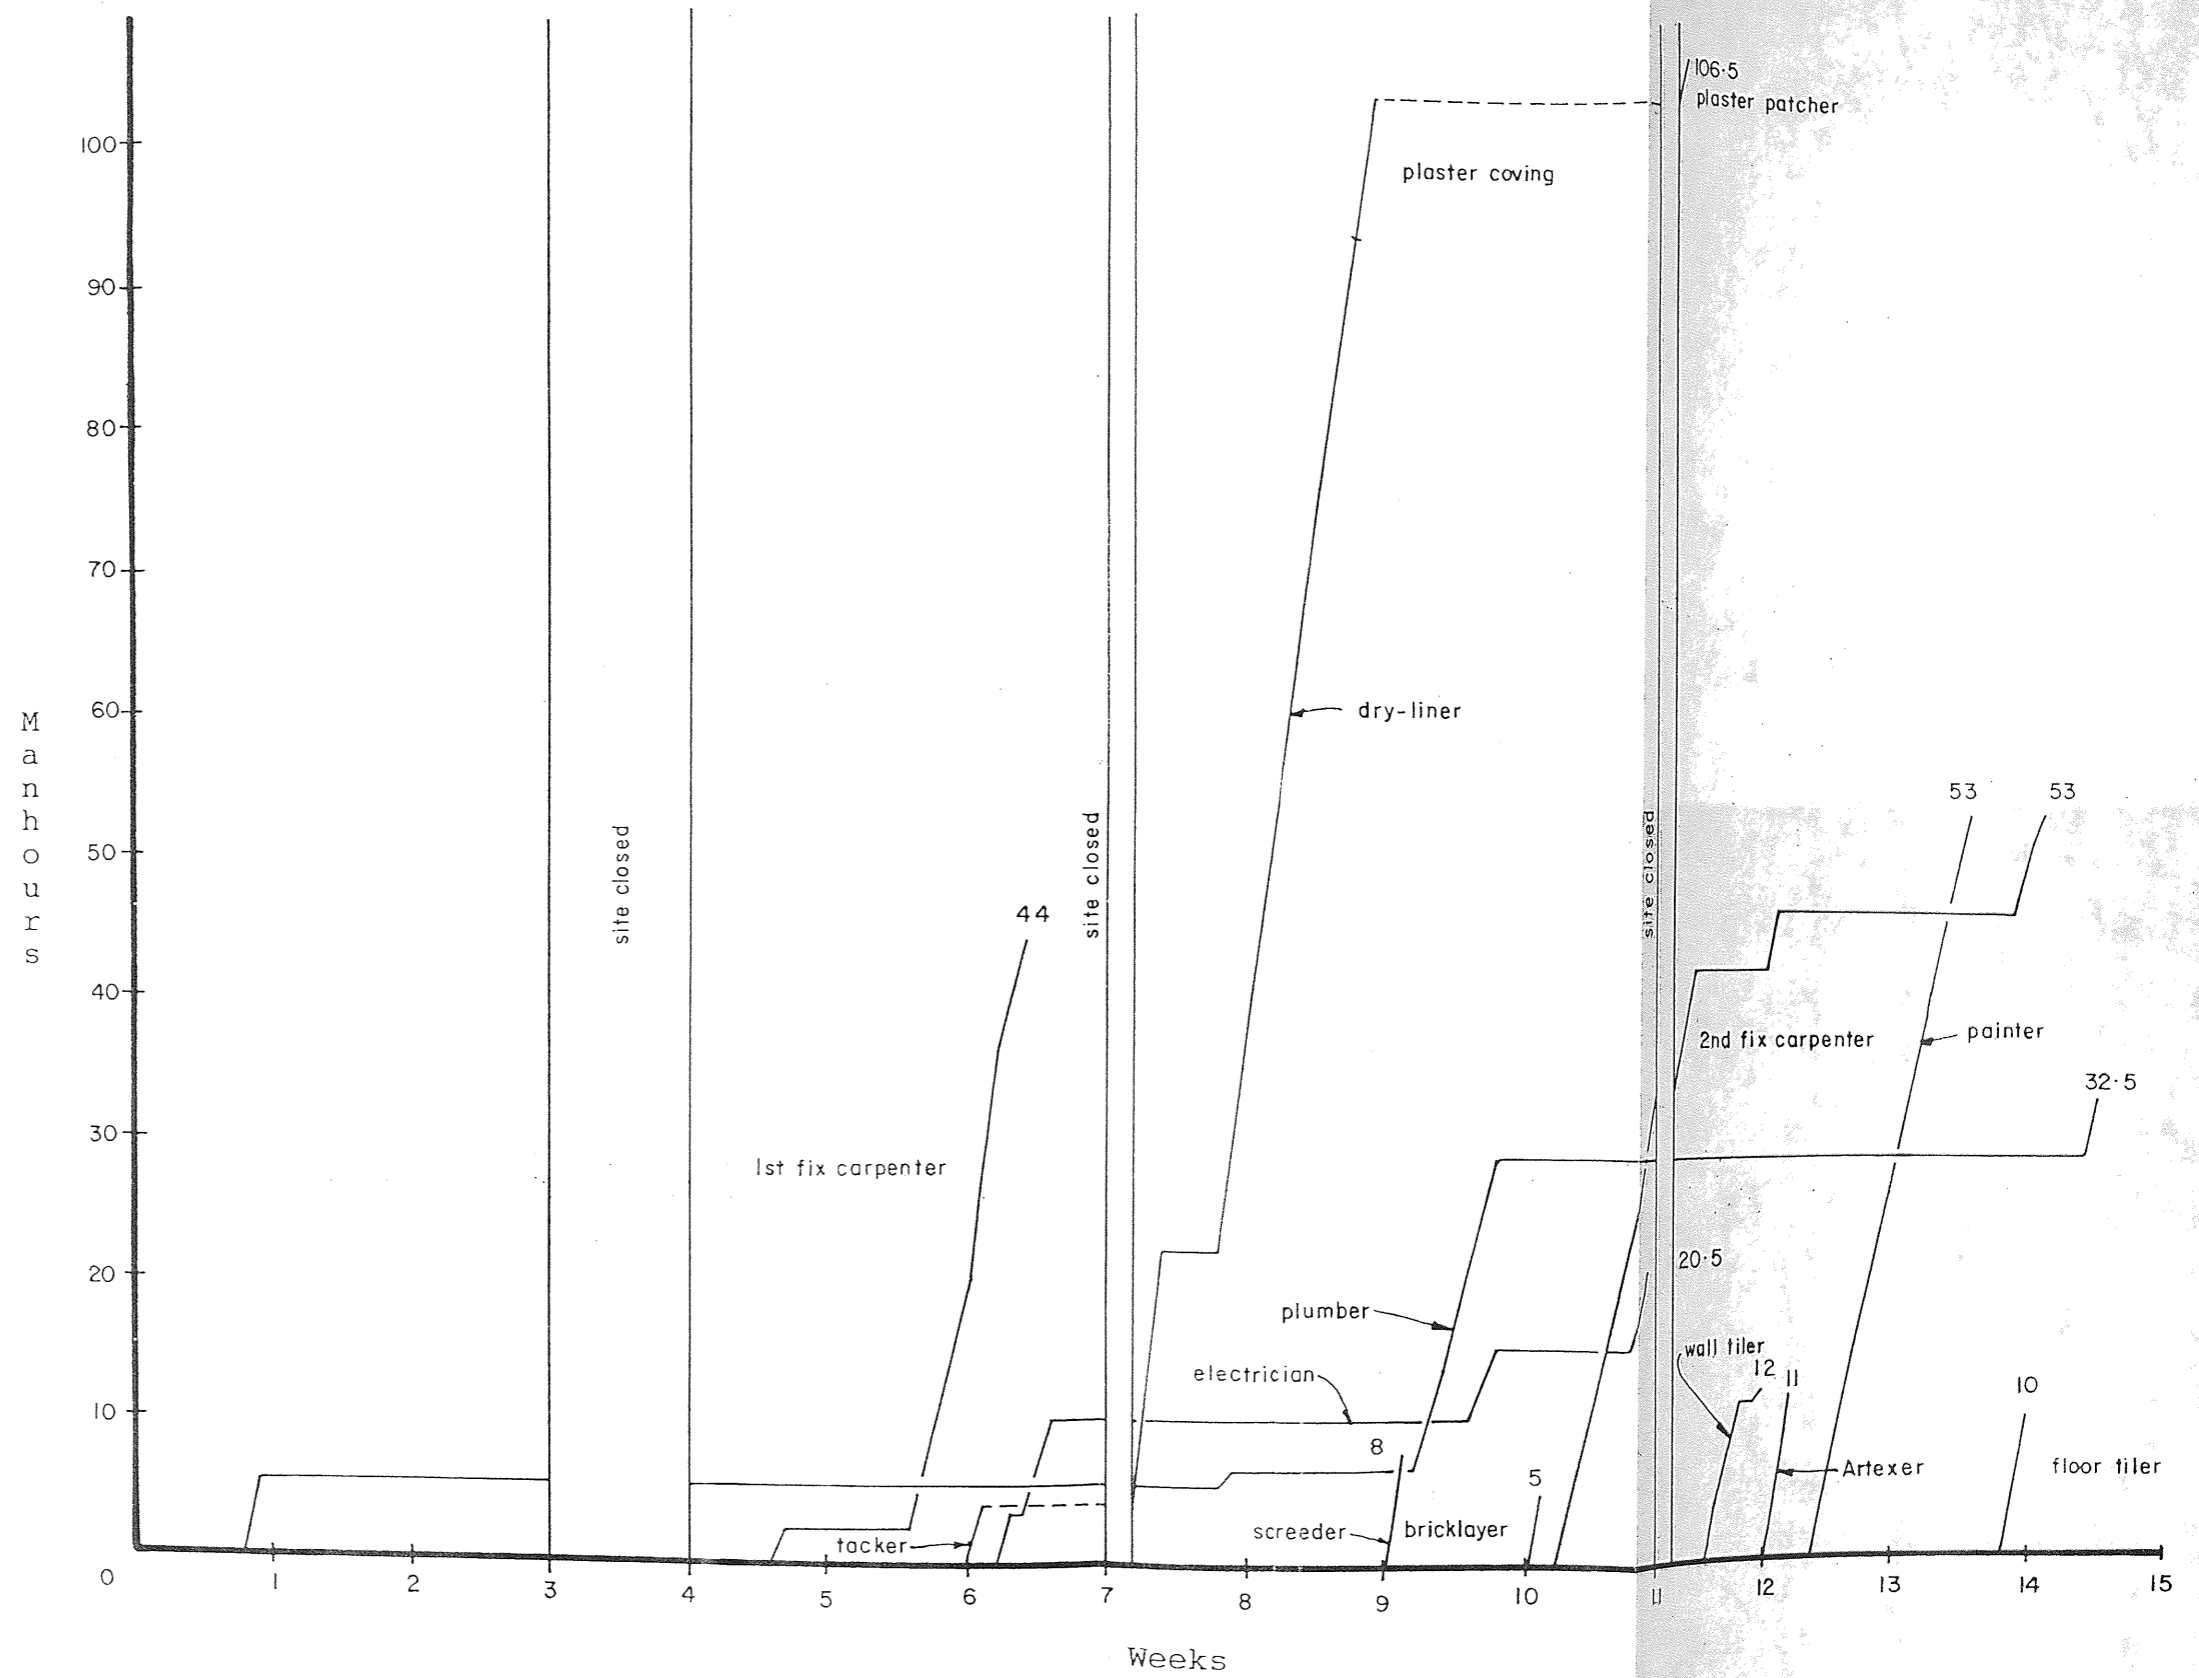 106·5
plaster patcher
100
plaster coving
90
80
70
60
dry-liner
Manhours
53
53
50
site closed
site closed
site closed
44
40
2nd fix carpenter
painter
32·5
30
1st fix carpenter
20
20·5
plumber
wall tiler
electrician
12
11
10
10
8
Artexer
floor tiler
5
screeder
bricklayer
tacker
0
1
2
3
4
5
6
7
8
9
10
11
12
13
14
15
Weeks